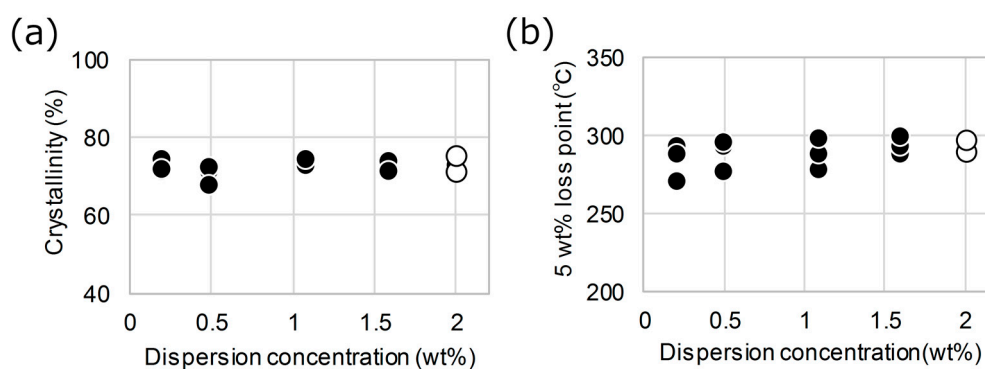 (a)
100
80
60
40
Crystallinity (%)
0 0.5 1 1.5 2
Dispersion concentration (wt%)
(b)
350
300
250
200
5 wt% loss point (°C)
0 0.5 1 1.5 2
Dispersion concentration(wt%)